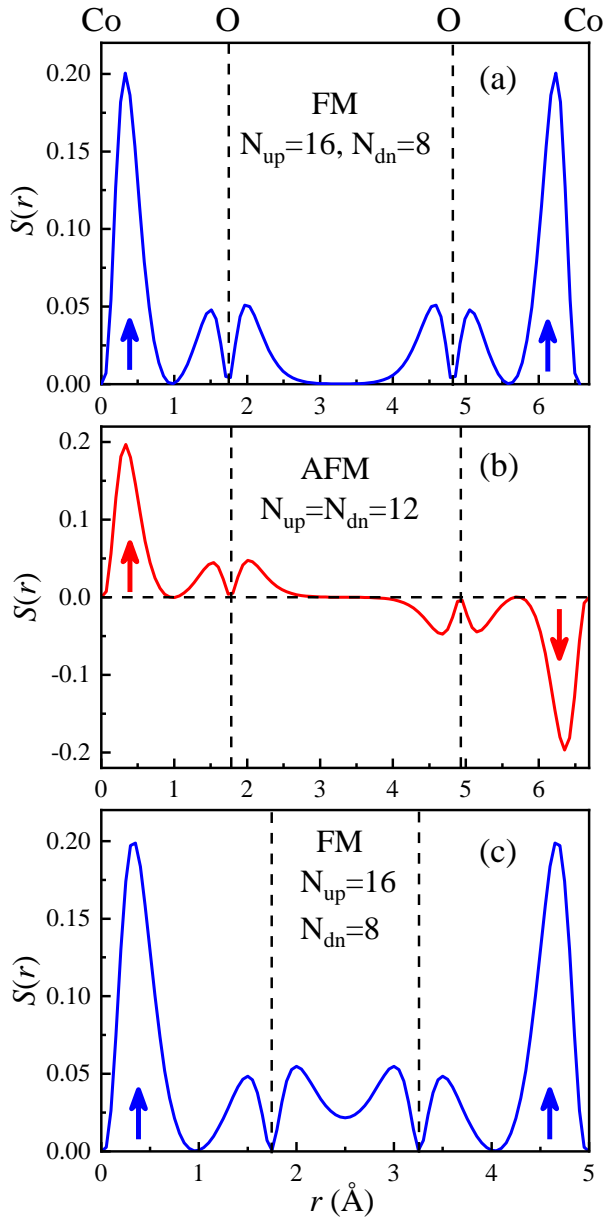 Co O O Co
(a)
FM
N_up=16, N_dn=8
S(r)
0.20
0.15
0.10
0.05
0.00
0 1 2 3 4 5 6
(b)
AFM
N_up=N_dn=12
S(r)
0.2
0.1
0.0
-0.1
-0.2
0 1 2 3 4 5 6
(c)
FM
N_up=16
N_dn=8
S(r)
0.20
0.15
0.10
0.05
0.00
0 1 2 3 4 5
r (Å)